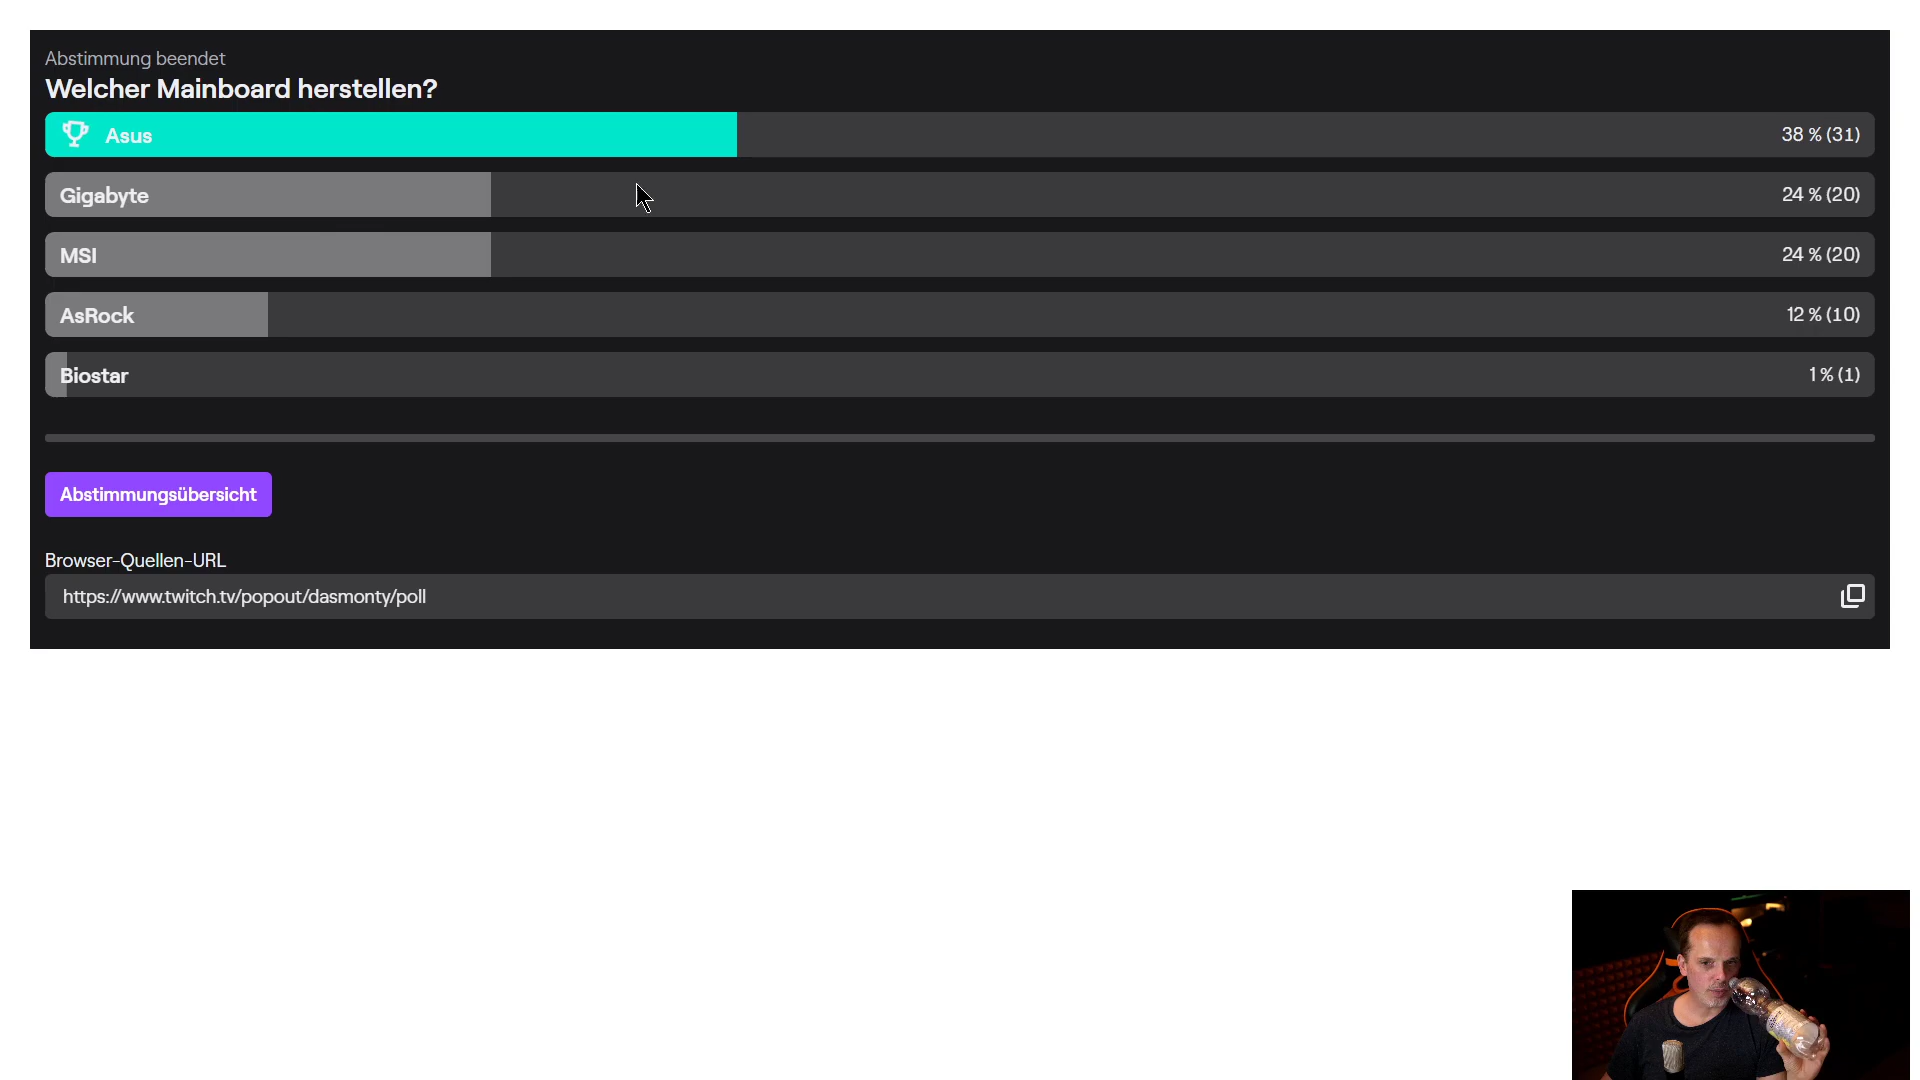 Abstimmung beendet
Welcher Mainboard herstellen?
Asus 38 % (31)
Gigabyte 24 % (20)
MSI 24 % (20)
AsRock 12 % (10)
Biostar 1 % (1)
Abstimmungsübersicht
Browser-Quellen-URL
https://www.twitch.tv/popout/dasmonty/poll